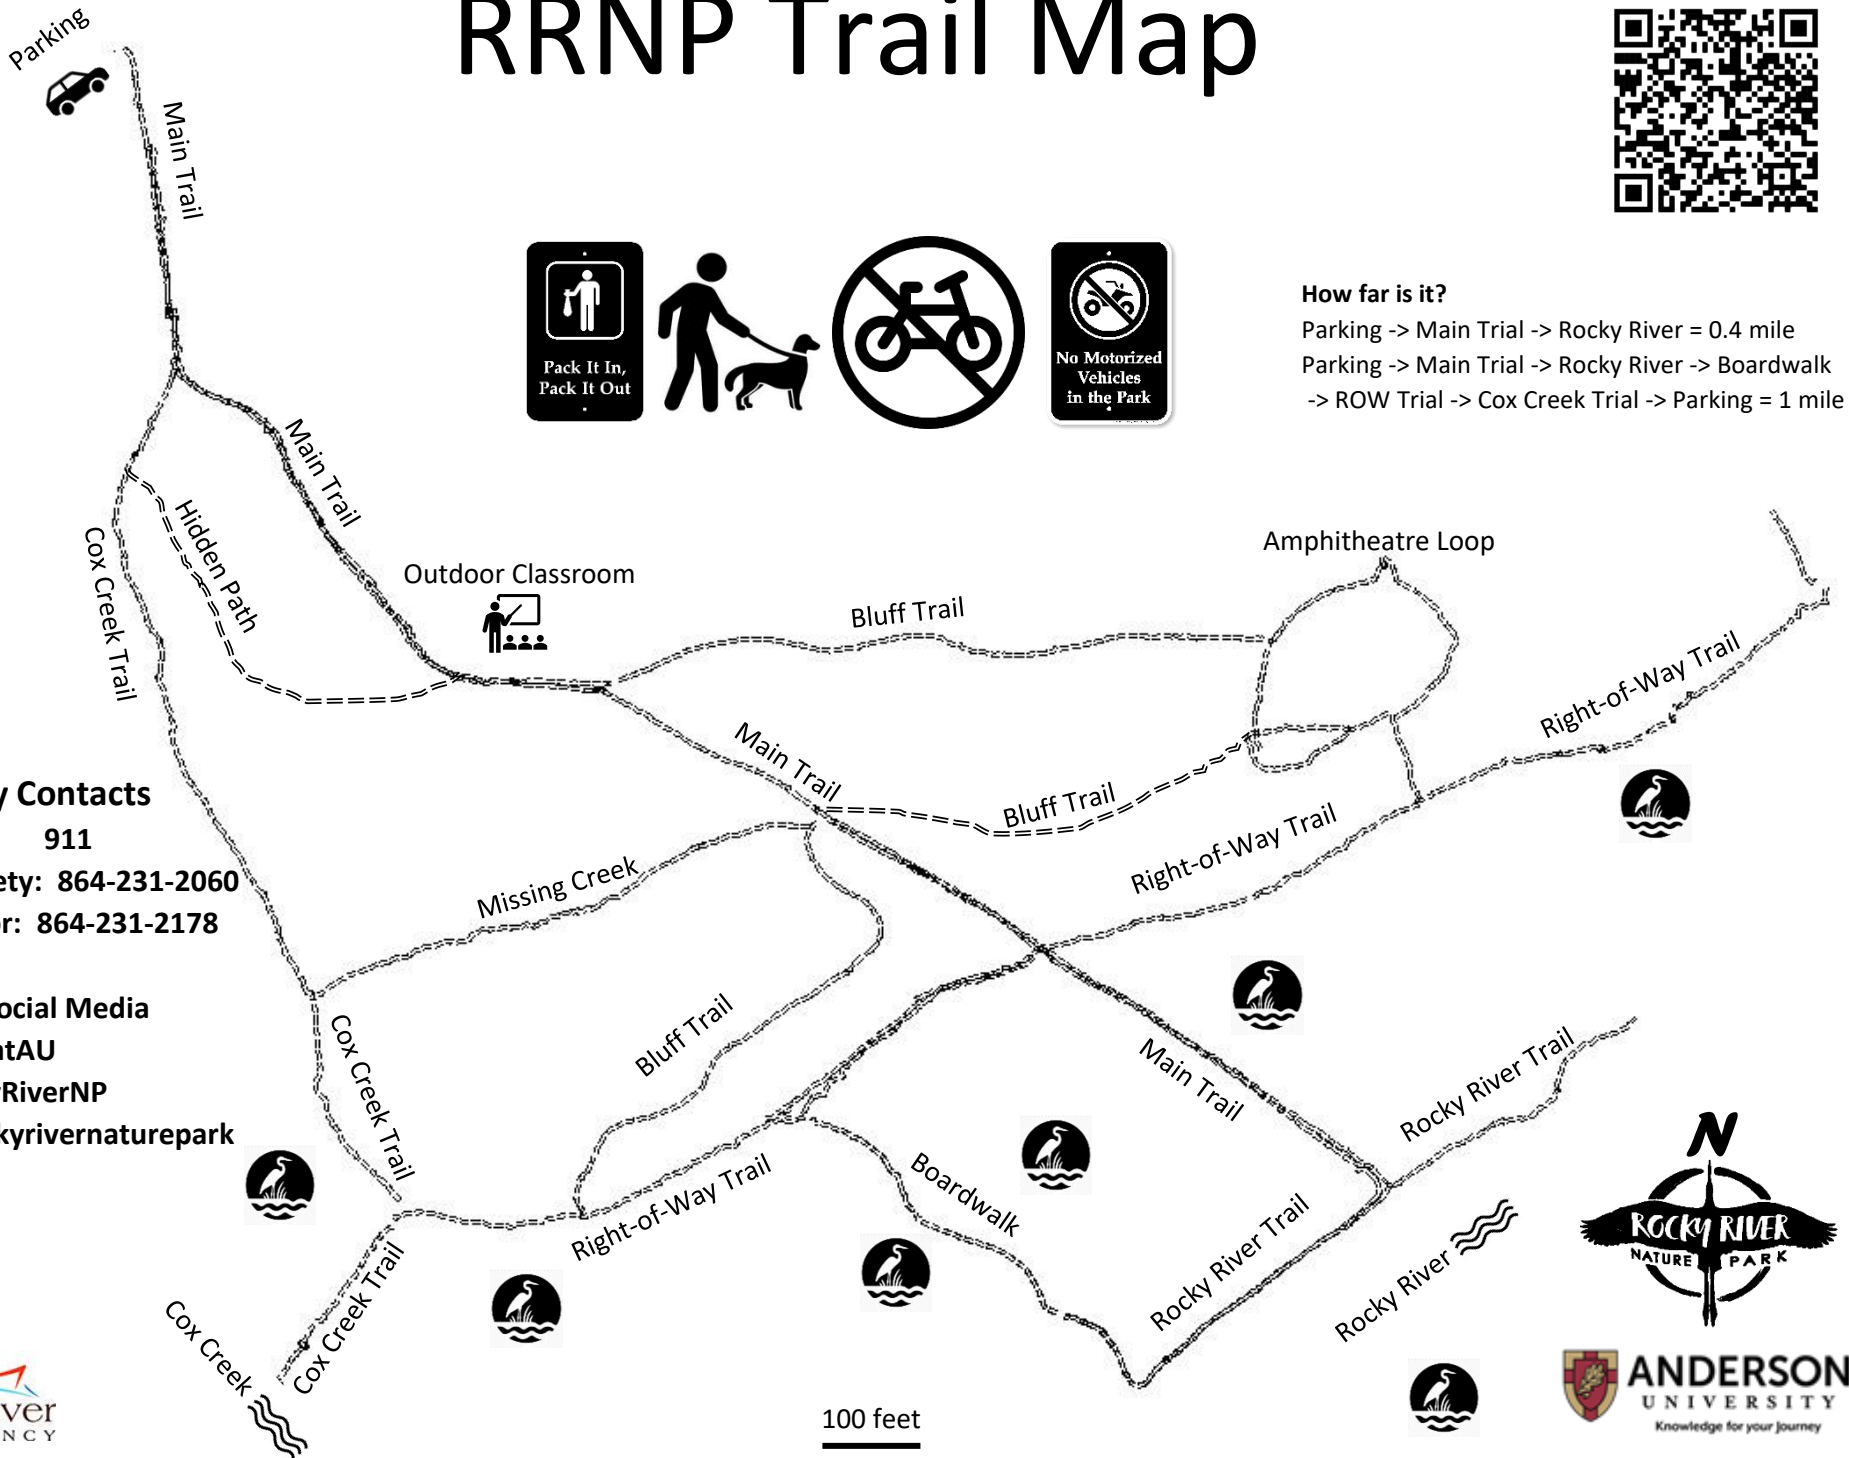 RRNP Trail Map
Parking
Main Trail
Pack It In,
Pack It Out
No Motorized
Vehicles
in the Park
How far is it?
Parking -> Main Trial -> Rocky River = 0.4 mile
Parking -> Main Trial -> Rocky River -> Boardwalk
-> ROW Trial -> Cox Creek Trial -> Parking = 1 mile
Main Trail
Hidden Path
Cox Creek Trail
Outdoor Classroom
Amphitheatre Loop
Bluff Trail
Right-of-Way Trail
Main Trail
Bluff Trail
Right-of-Way Trail
y Contacts
911
ety: 864-231-2060
or: 864-231-2178
Missing Creek
ocial Media
ntAU
RiverNP
kyrivernaturepark
Cox Creek Trail
Bluff Trail
Main Trail
Rocky River Trail
Right-of-Way Trail
Boardwalk
Rocky River Trail
Rocky River
N
ROCKY RIVER
NATURE PARK
Cox Creek
Cox Creek Trail
ver
NCY
100 feet
ANDERSON
UNIVERSITY
Knowledge for your Journey